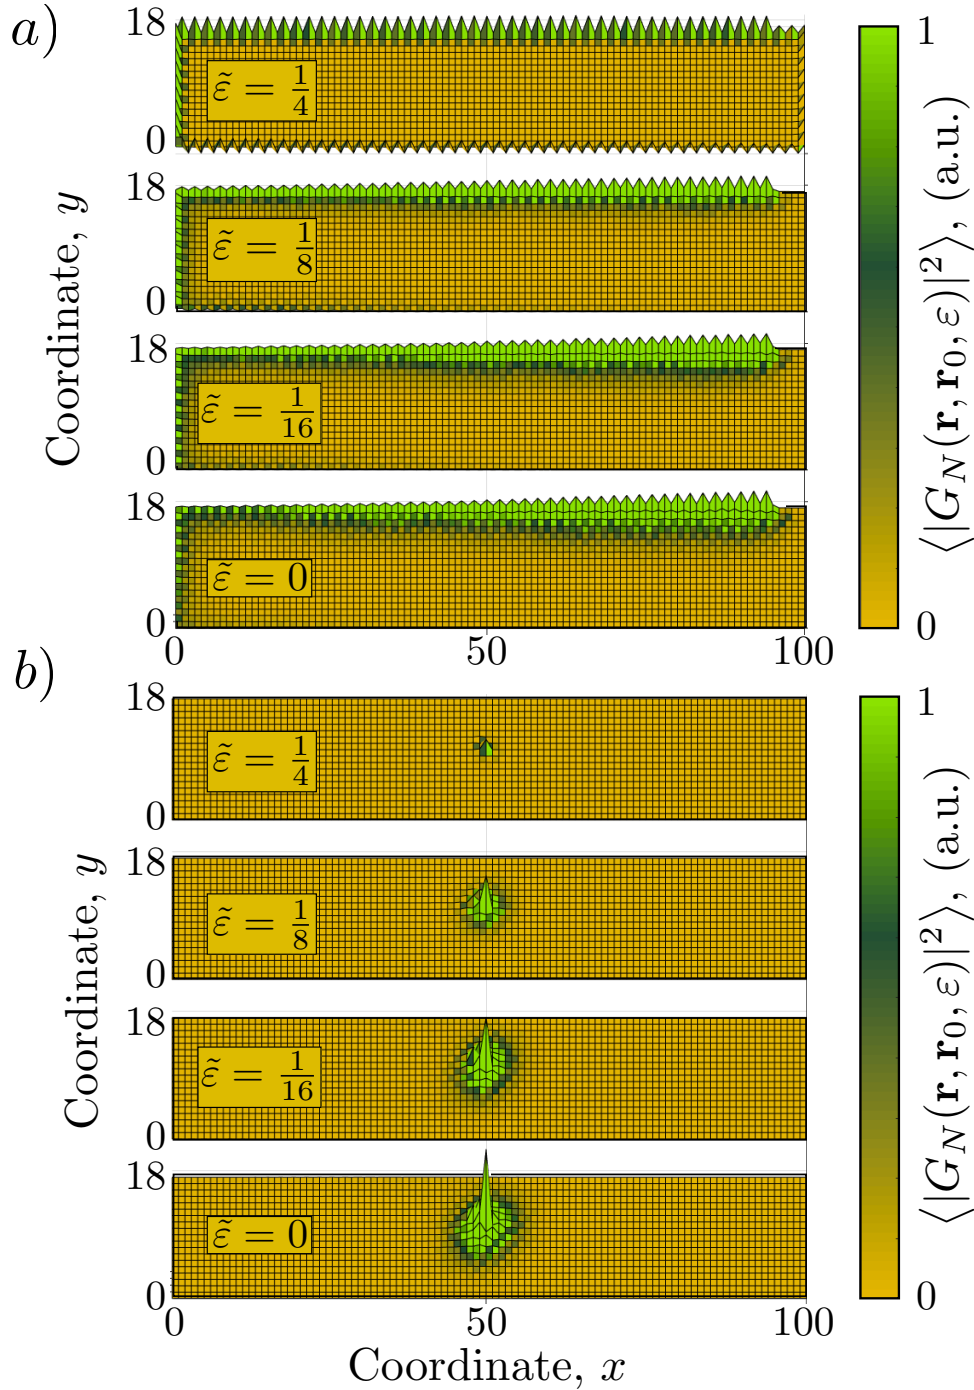 a)
18
ε̃ = 1/4
0
18
ε̃ = 1/8
0
18
ε̃ = 1/16
0
18
ε̃ = 0
0
0 50 100
Coordinate, y
1
0
⟨|G_N(r, r_0, ε)|^2⟩, (a.u.)
b)
18
ε̃ = 1/4
0
18
ε̃ = 1/8
0
18
ε̃ = 1/16
0
18
ε̃ = 0
0
0 50 100
Coordinate, x
Coordinate, y
1
0
⟨|G_N(r, r_0, ε)|^2⟩, (a.u.)